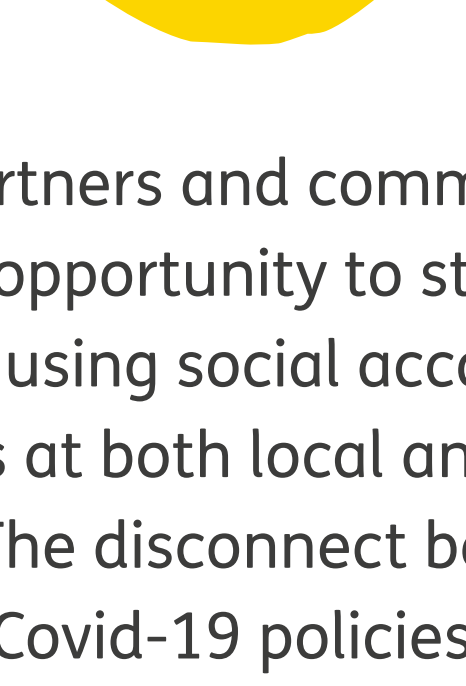 rtners and comm
opportunity to st
using social acco
s at both local an
The disconnect be
Covid-19 policies